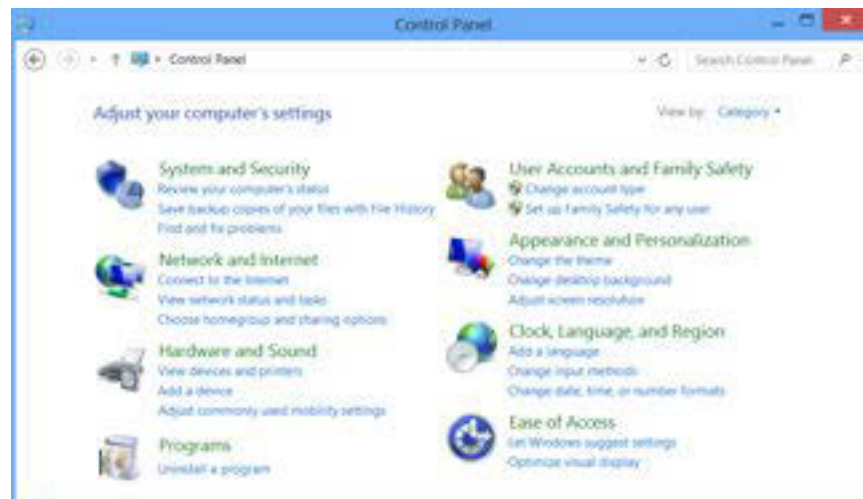 Control Panel
Control Panel
Search Control Panel
Adjust your computer's settings
View by: Category
System and Security
Review your computer's status
Save backup copies of your files with File History
Find and fix problems
Network and Internet
Connect to the Internet
View network status and tasks
Choose homegroup and sharing options
Hardware and Sound
View devices and printers
Add a device
Adjust commonly used mobility settings
Programs
Uninstall a program
User Accounts and Family Safety
Change account type
Set up Family Safety for any user
Appearance and Personalization
Change the theme
Change desktop background
Adjust screen resolution
Clock, Language, and Region
Add a language
Change input methods
Change date, time, or number formats
Ease of Access
Let Windows suggest settings
Optimize visual display